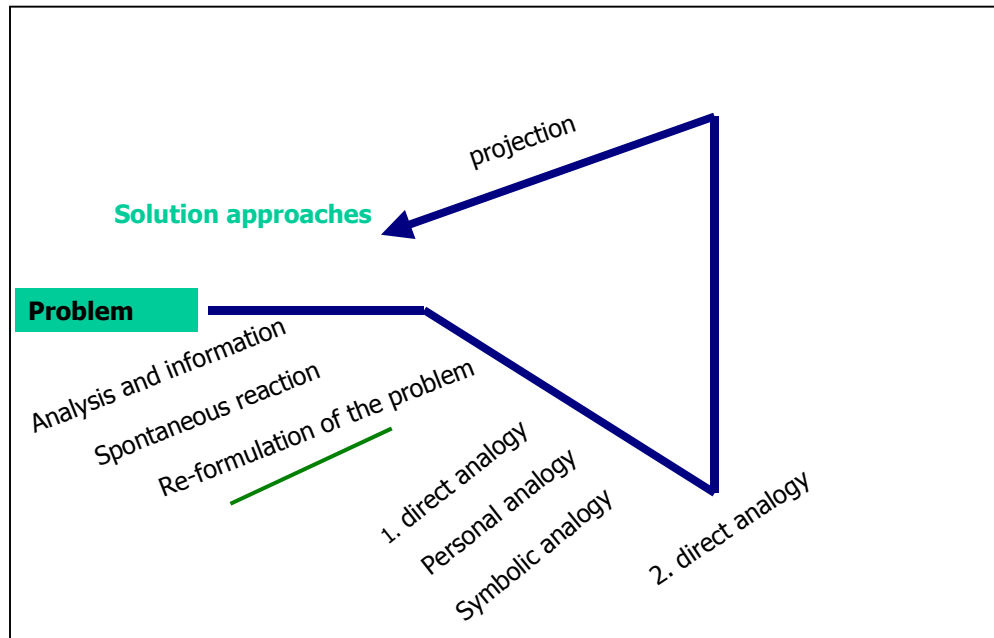 projection
Solution approaches
Problem
Analysis and information
Spontaneous reaction
Re-formulation of the problem
1. direct analogy
Personal analogy
Symbolic analogy
2. direct analogy